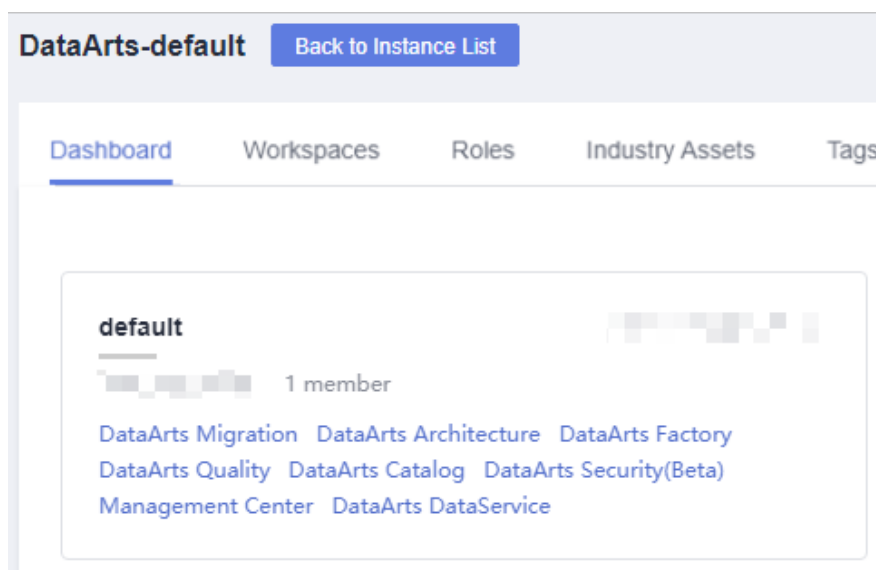 DataArts-default Back to Instance List
Dashboard Workspaces Roles Industry Assets Tags
default
1 member
DataArts Migration DataArts Architecture DataArts Factory
DataArts Quality DataArts Catalog DataArts Security(Beta)
Management Center DataArts DataService